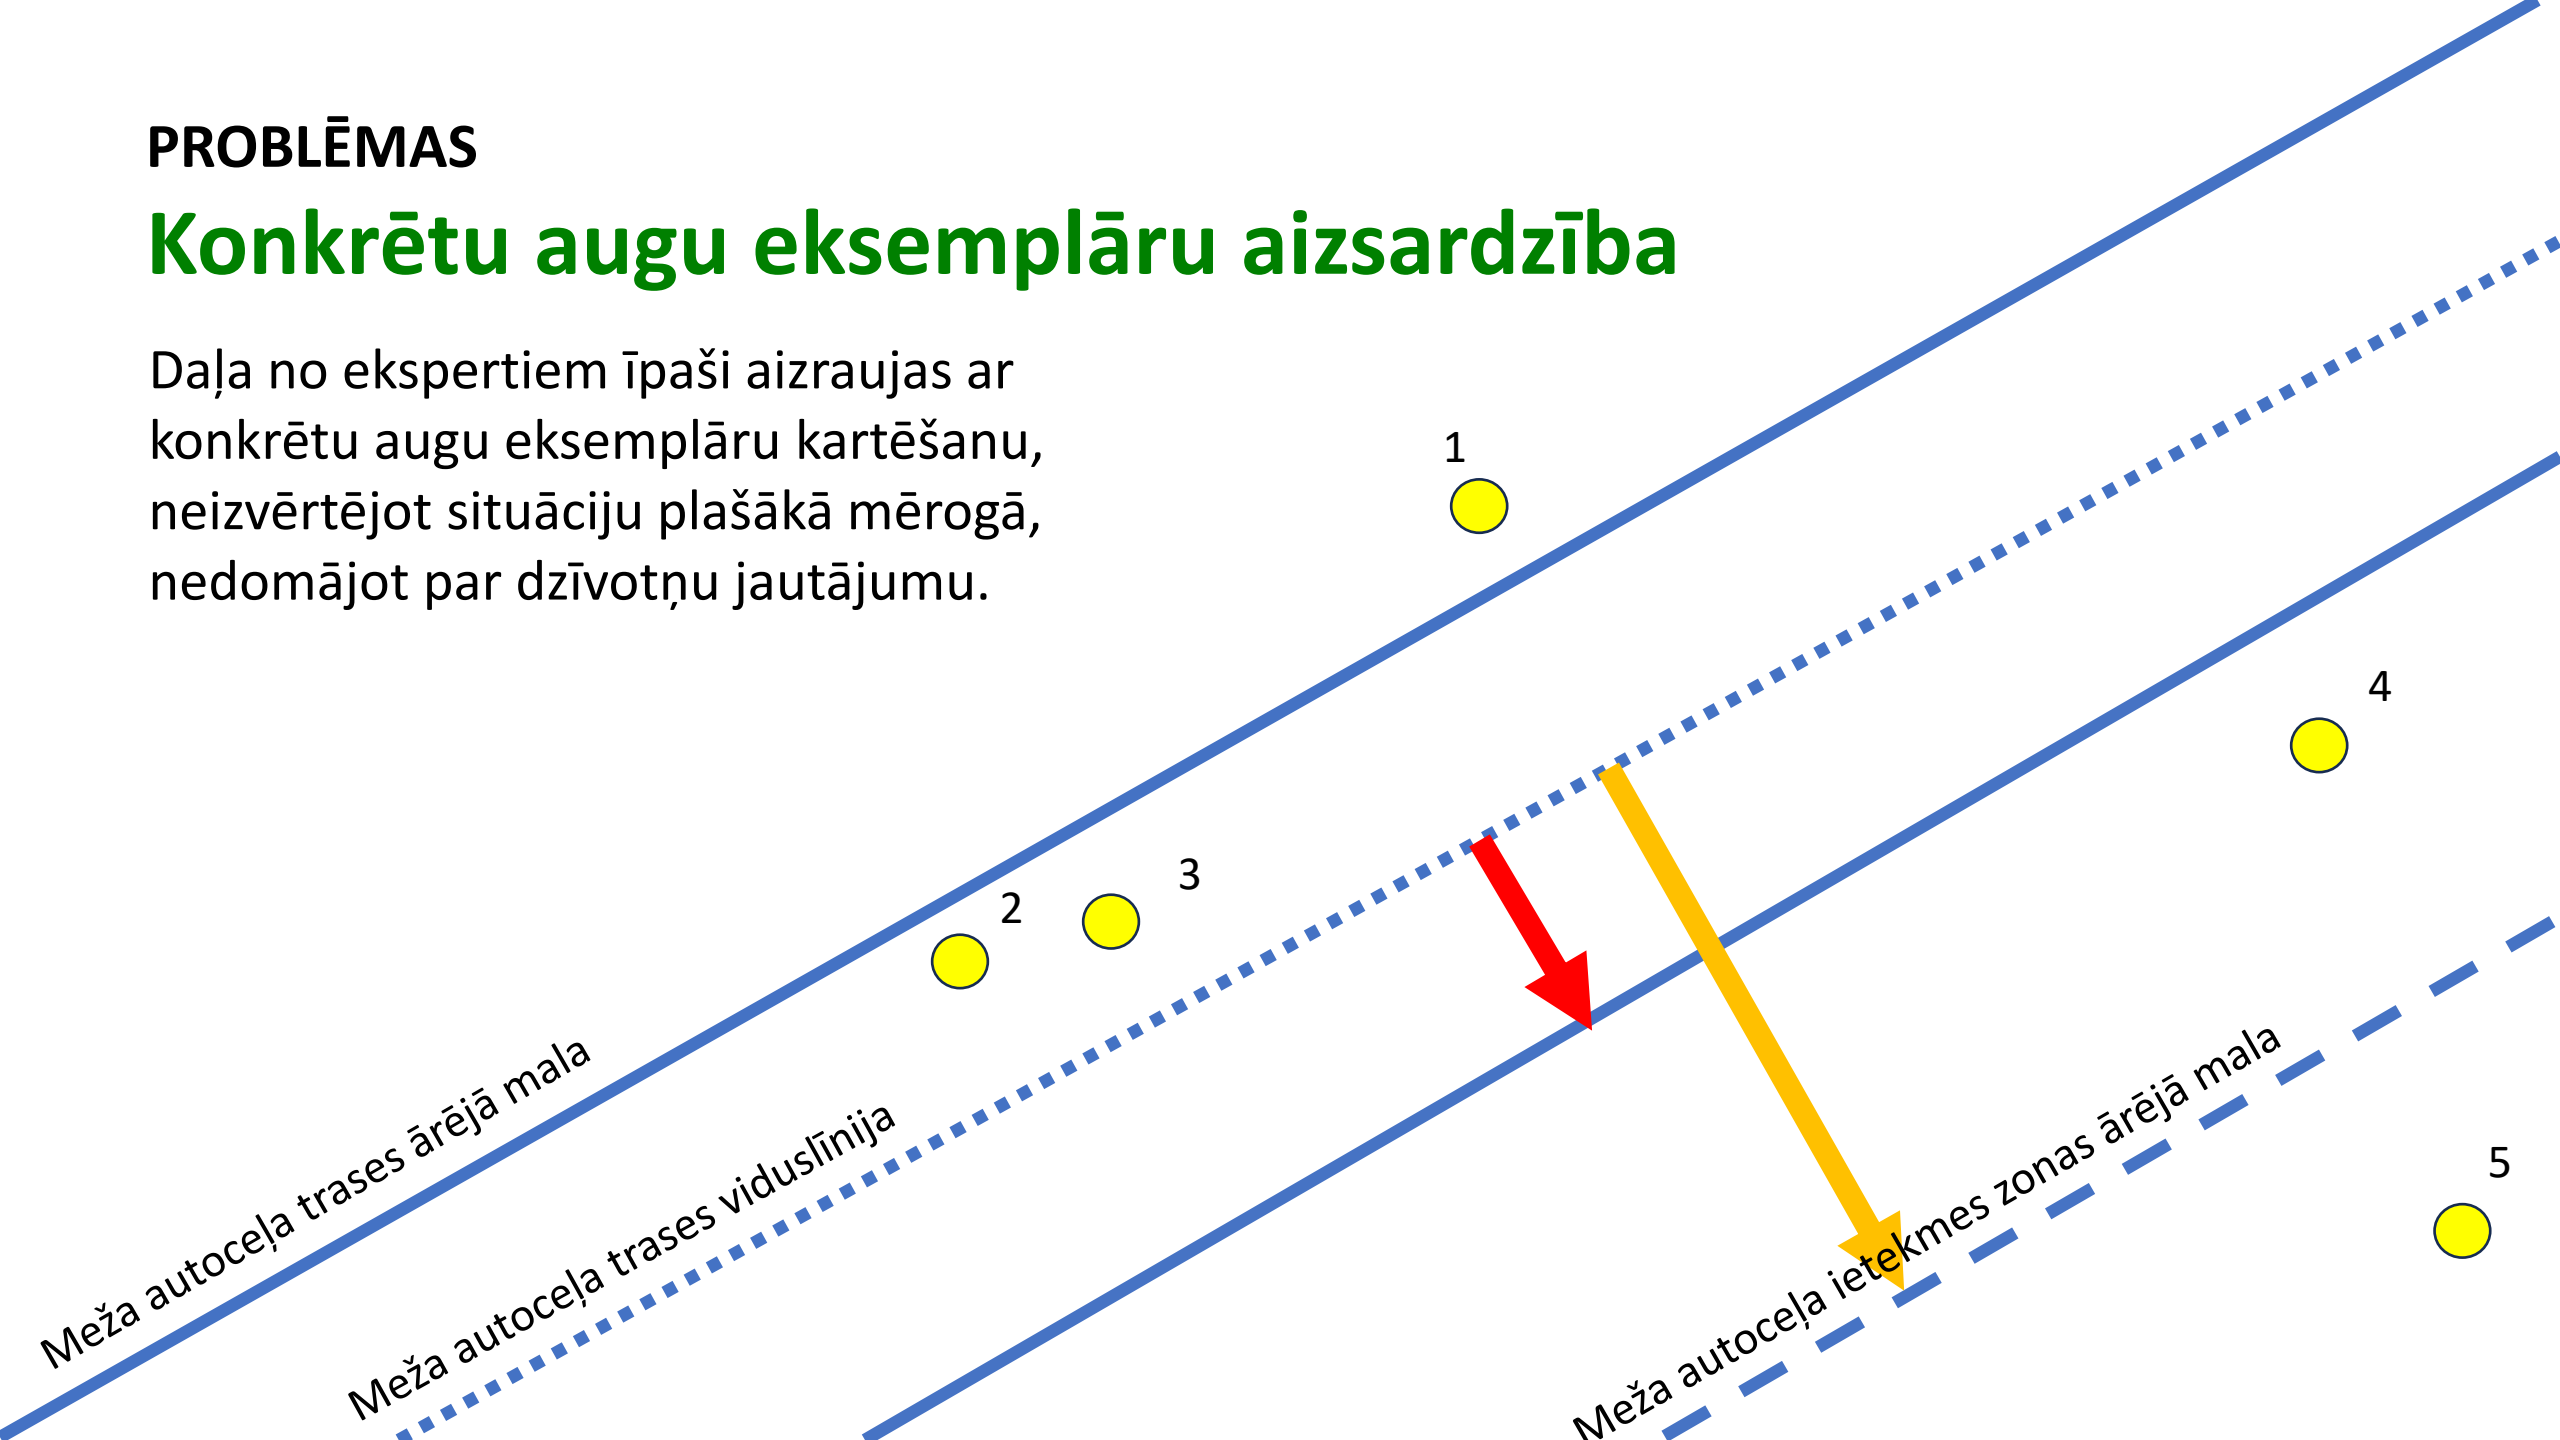 PROBLĒMAS
Konkrētu augu eksemplāru aizsardzība
Daļa no ekspertiem īpaši aizraujas ar
konkrētu augu eksemplāru kartēšanu,
neizvērtējot situāciju plašākā mērogā,
nedomājot par dzīvotņu jautājumu.
1
4
3
2
Meža autoceļa trases ārējā mala
Meža autoceļa trases viduslīnija
Meža autoceļa ietekmes zonas ārējā mala
5